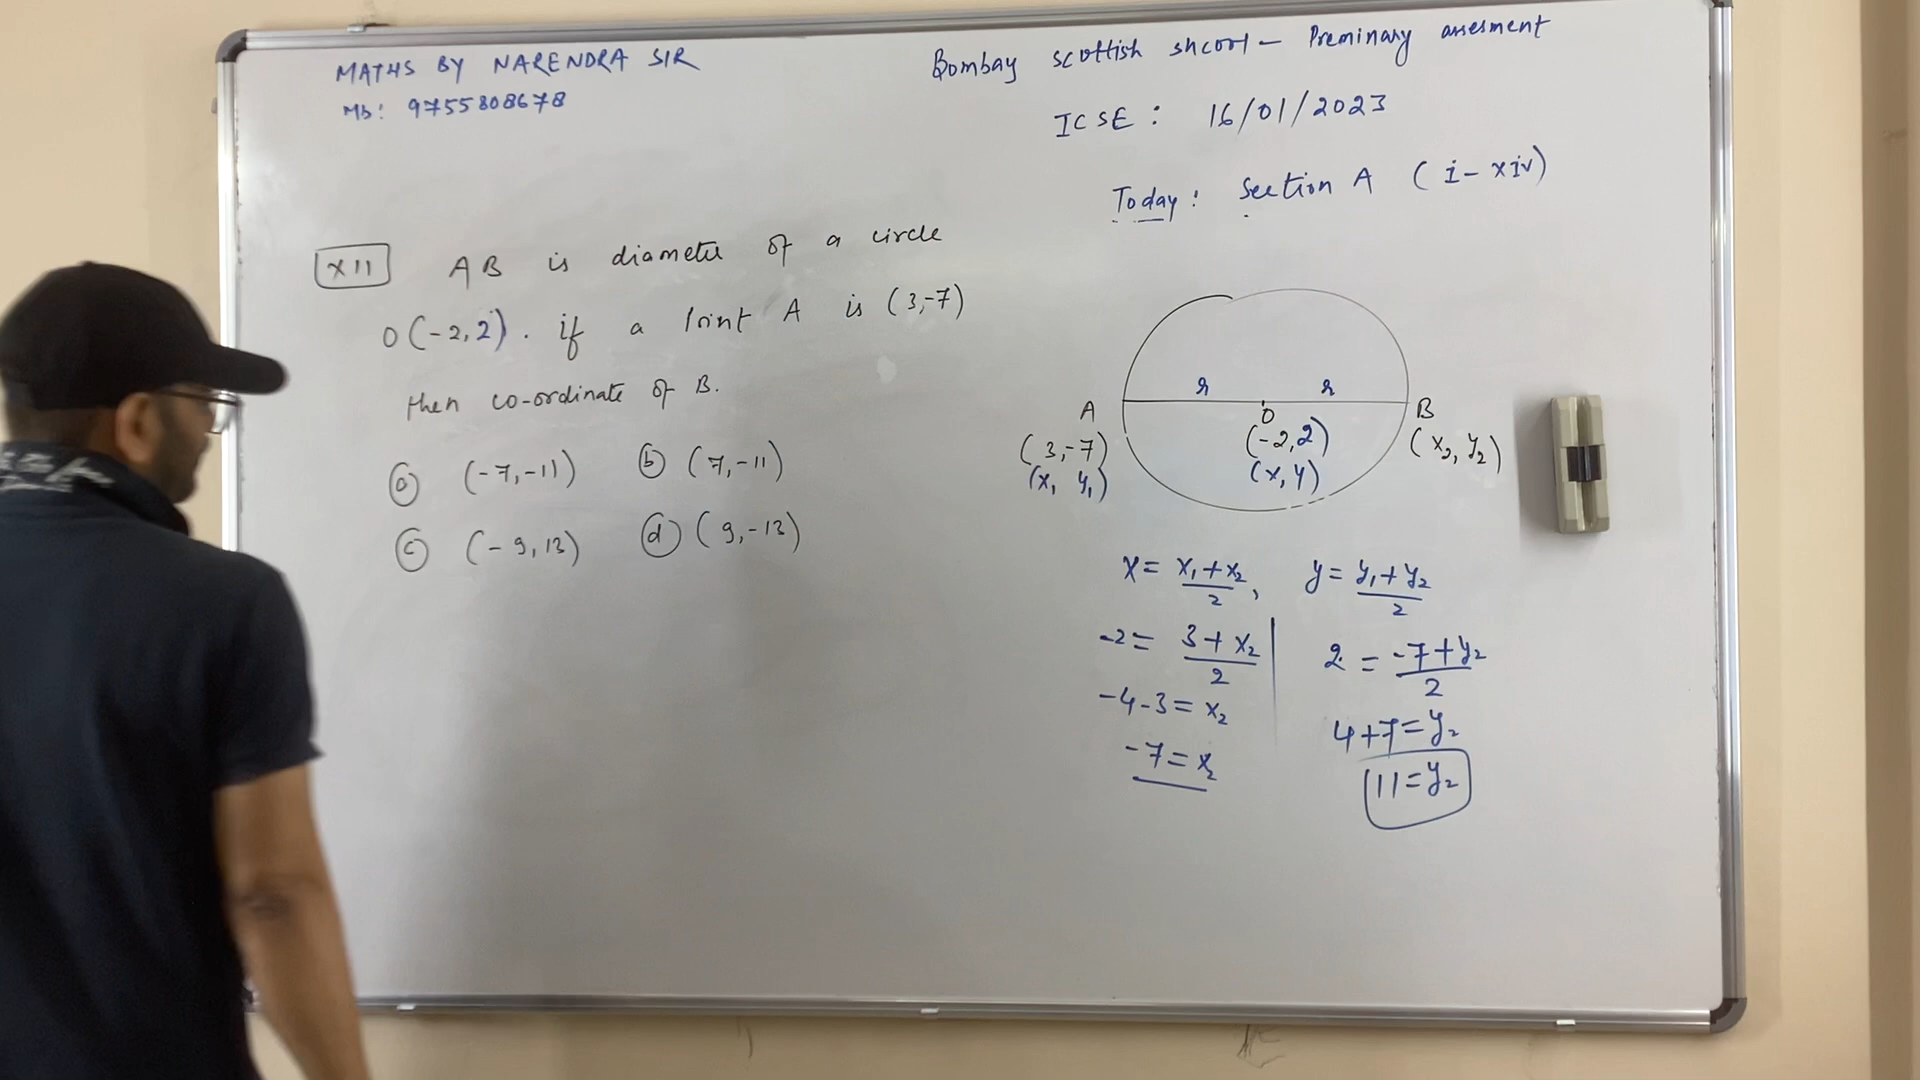 MATHS BY NARENDRA SIR
Mb: 9755808678
Bombay scottish shcool - Preminary assesment
ICSE: 16/01/2023
Today: Section A (i-xiv)
XII AB is diameter of a circle
O(-2,2). if a Point A is (3,-7)
then co-ordinate of B.
a (-7,-11) b (7,-11)
c (-9,13) d (9,-13)
r r
A O B
(3,-7) (-2,2) (x2, y2)
(x1 y1) (x, y)
x = x1+x2/2, y = y1+y2/2
-2 = 3+x2/2
2 = -7+y2/2
-4-3 = x2
4+7 = y2
-7 = x2
11 = y2